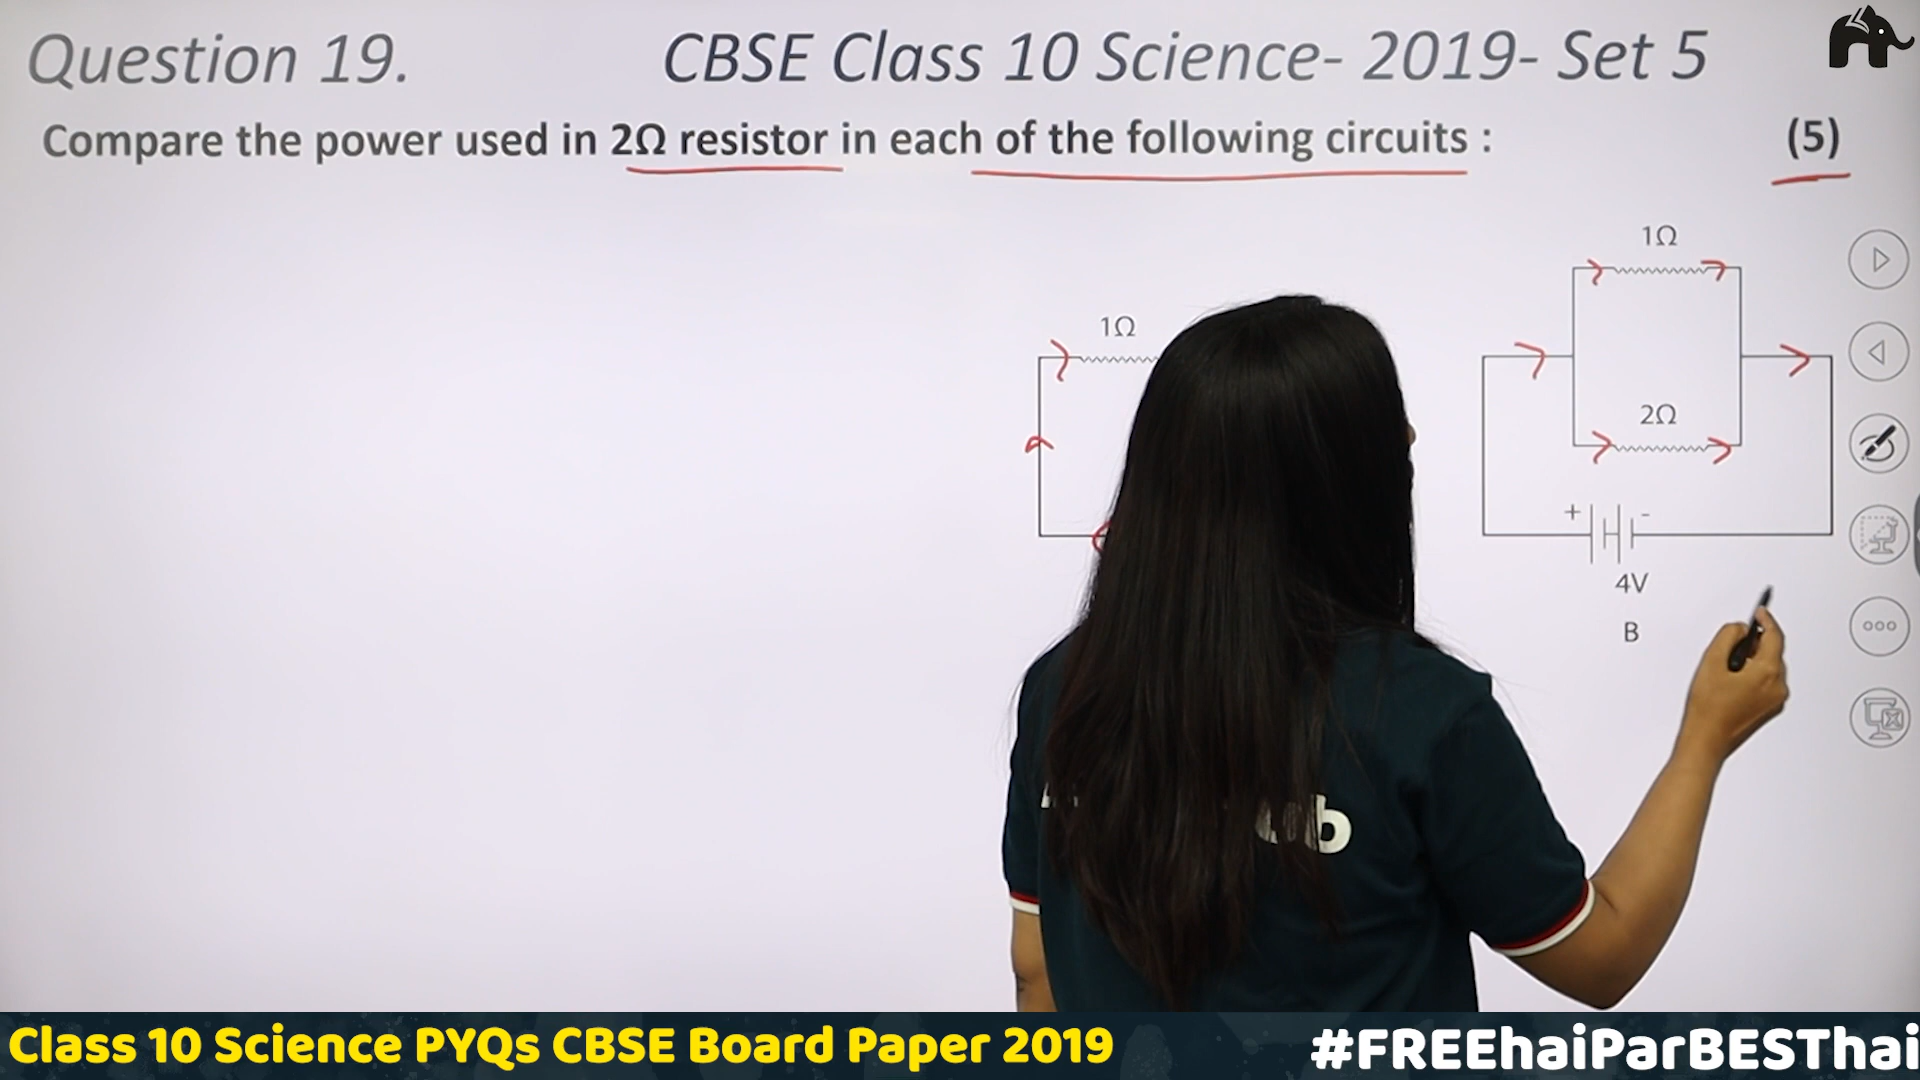 Question 19.
CBSE Class 10 Science- 2019- Set 5
Compare the power used in 2Ω resistor in each of the following circuits : (5)
1Ω
1Ω
2Ω
+ -
4V
B
b
Class 10 Science PYQs CBSE Board Paper 2019
#FREEhaiParBESThai